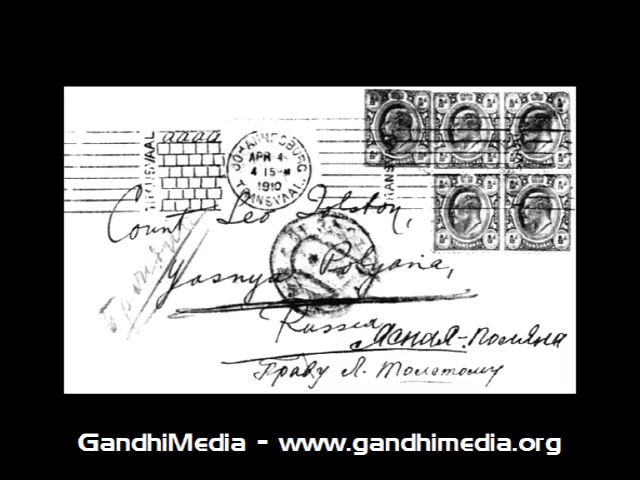 TRANSVAAL
JOHANNESBURG
APR 4
4 15 M
1910
TRANSVAAL.
TRANSVAAL
Count Leo Tolstoy,
Yasnya Polyana,
Russia
Ясная-Поляна
Графу Л. Толстому
GandhiMedia - www.gandhimedia.org